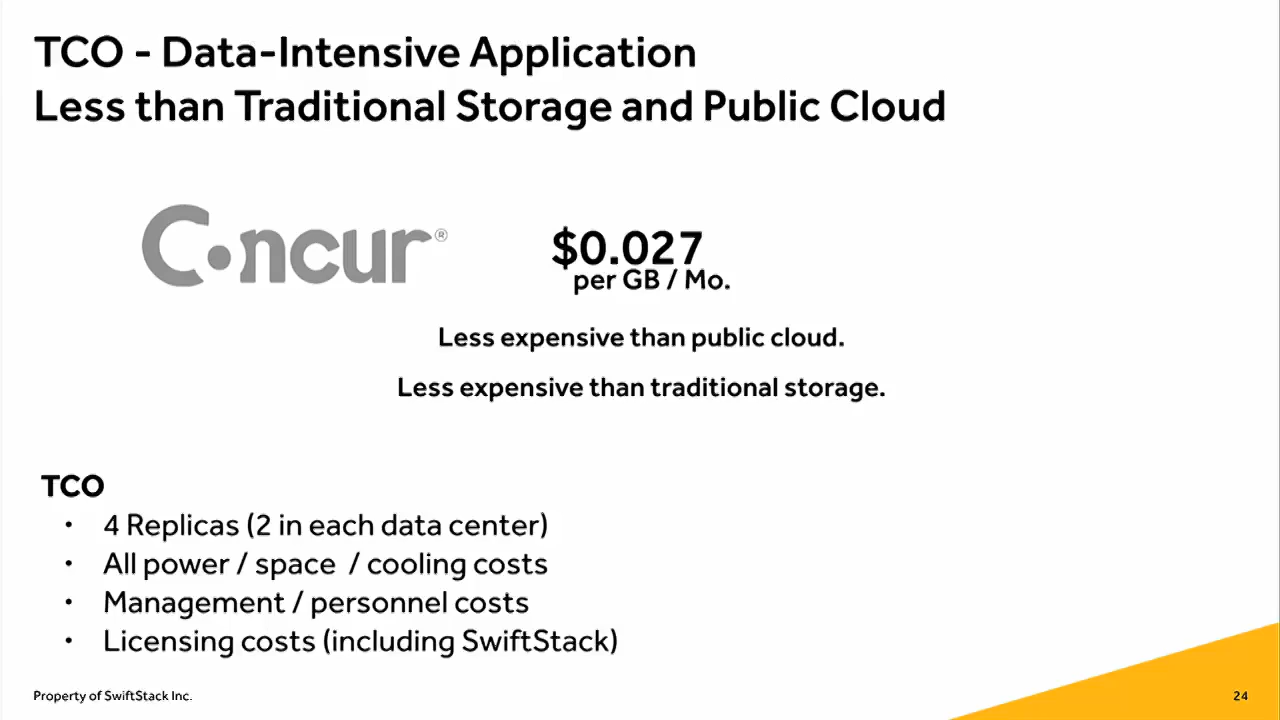 TCO - Data-Intensive Application
Less than Traditional Storage and Public Cloud
C•ncur®
$0.027
per GB / Mo.
Less expensive than public cloud.
Less expensive than traditional storage.
TCO
• 4 Replicas (2 in each data center)
• All power / space / cooling costs
• Management / personnel costs
• Licensing costs (including SwiftStack)
Property of SwiftStack Inc.
24